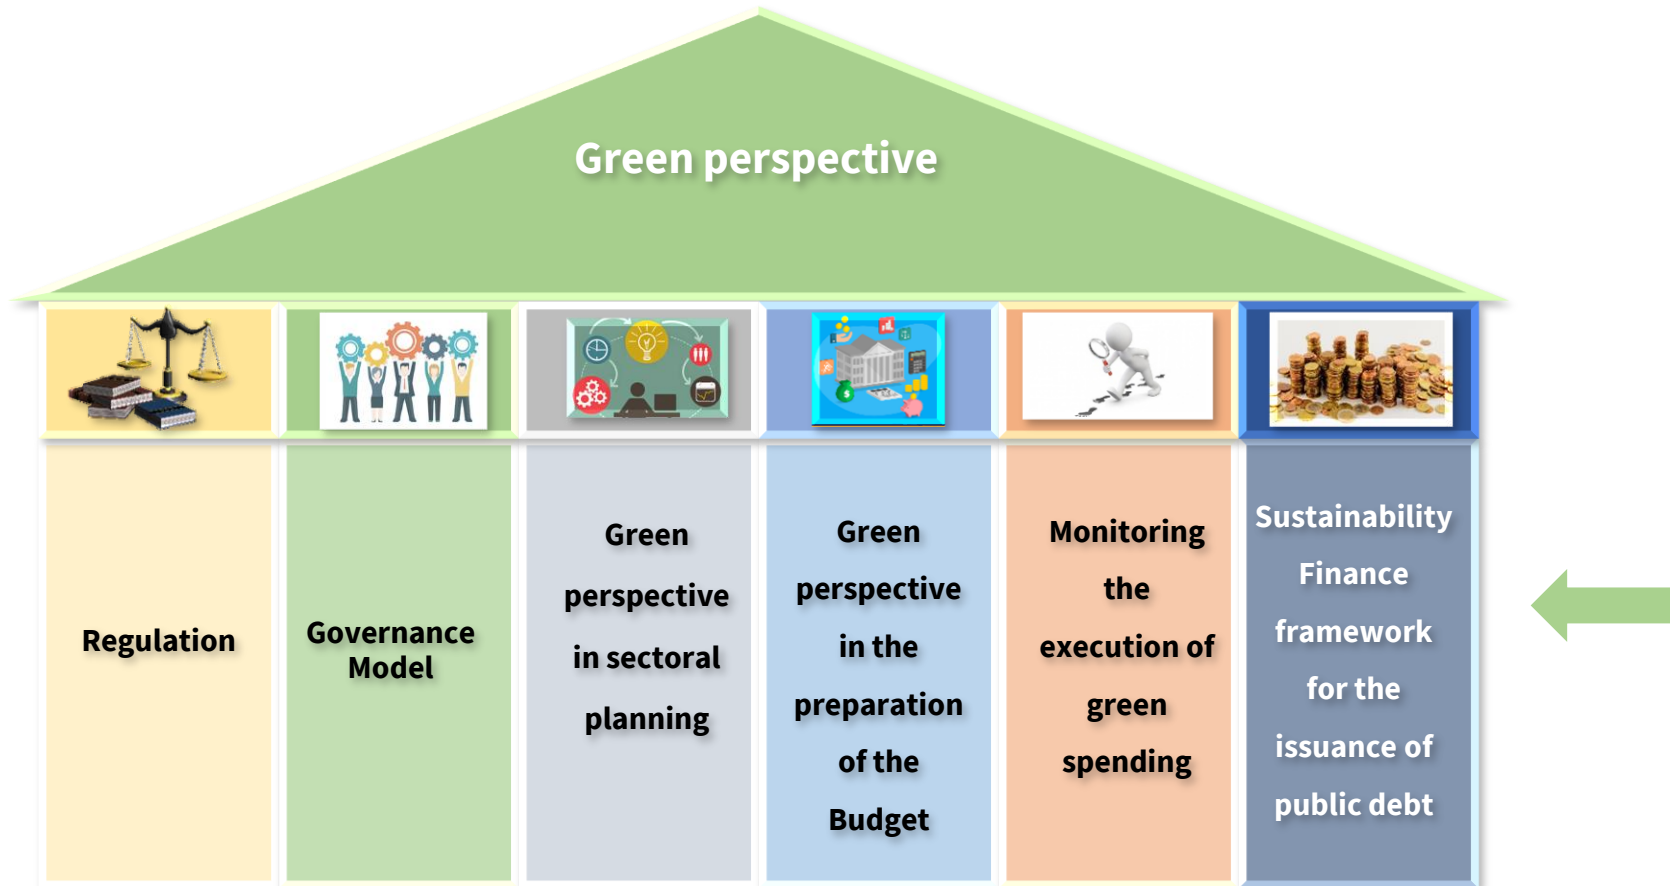 Green perspective
Regulation
Governance
Model
Green
perspective
in sectoral
planning
Green
perspective
in the
preparation
of the
Budget
Monitoring
the
execution of
green
spending
Sustainability
Finance
framework
for the
issuance of
public debt